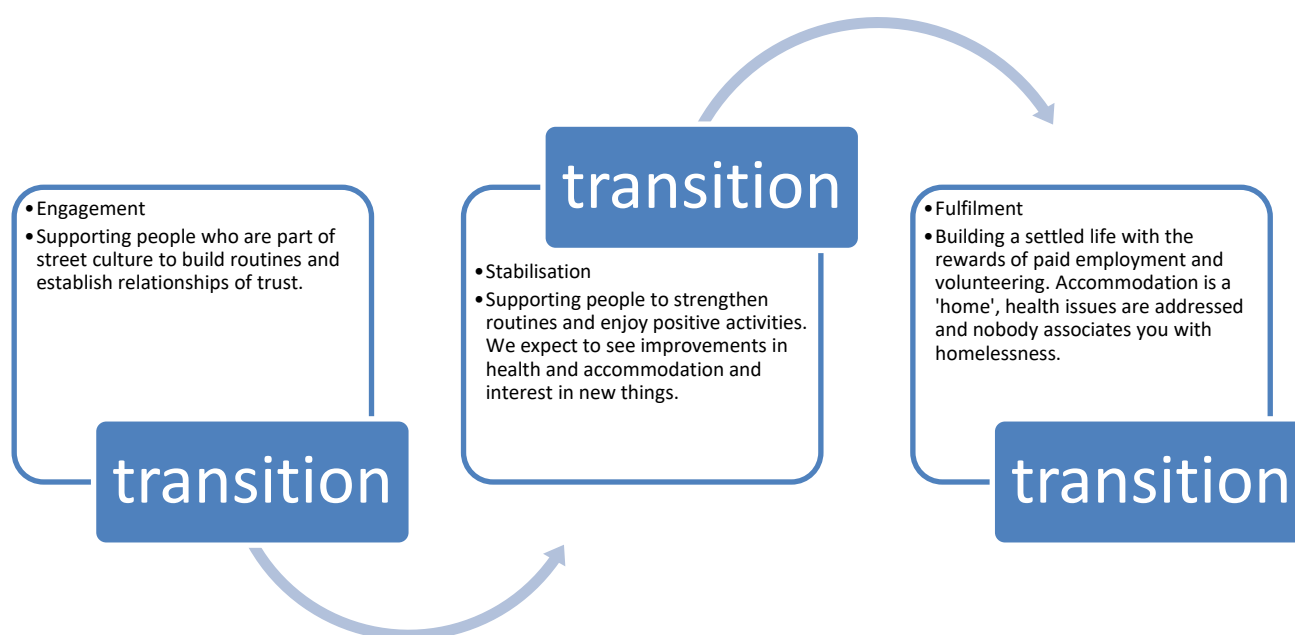 •Engagement
•Supporting people who are part of
street culture to build routines and
establish relationships of trust.
transition
transition
•Stabilisation
•Supporting people to strengthen
routines and enjoy positive activities.
We expect to see improvements in
health and accommodation and
interest in new things.
•Fulfilment
•Building a settled life with the
rewards of paid employment and
volunteering. Accommodation is a
'home', health issues are addressed
and nobody associates you with
homelessness.
transition